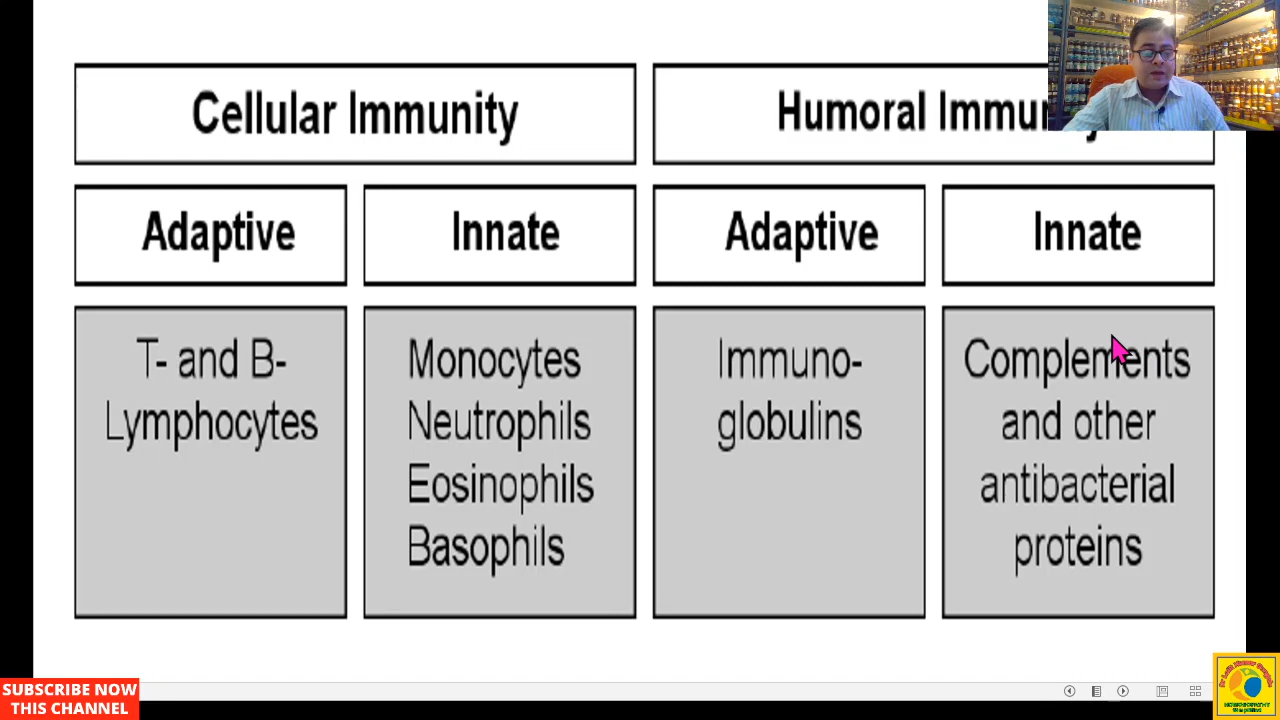 Cellular Immunity
Humoral
Adaptive
Innate
Adaptive
Innate
T- and B-
Lymphocytes
Monocytes
Neutrophils
Eosinophils
Basophils
Immuno-
globulins
Complements
and other
antibacterial
proteins
SUBSCRIBE NOW
THIS CHANNEL